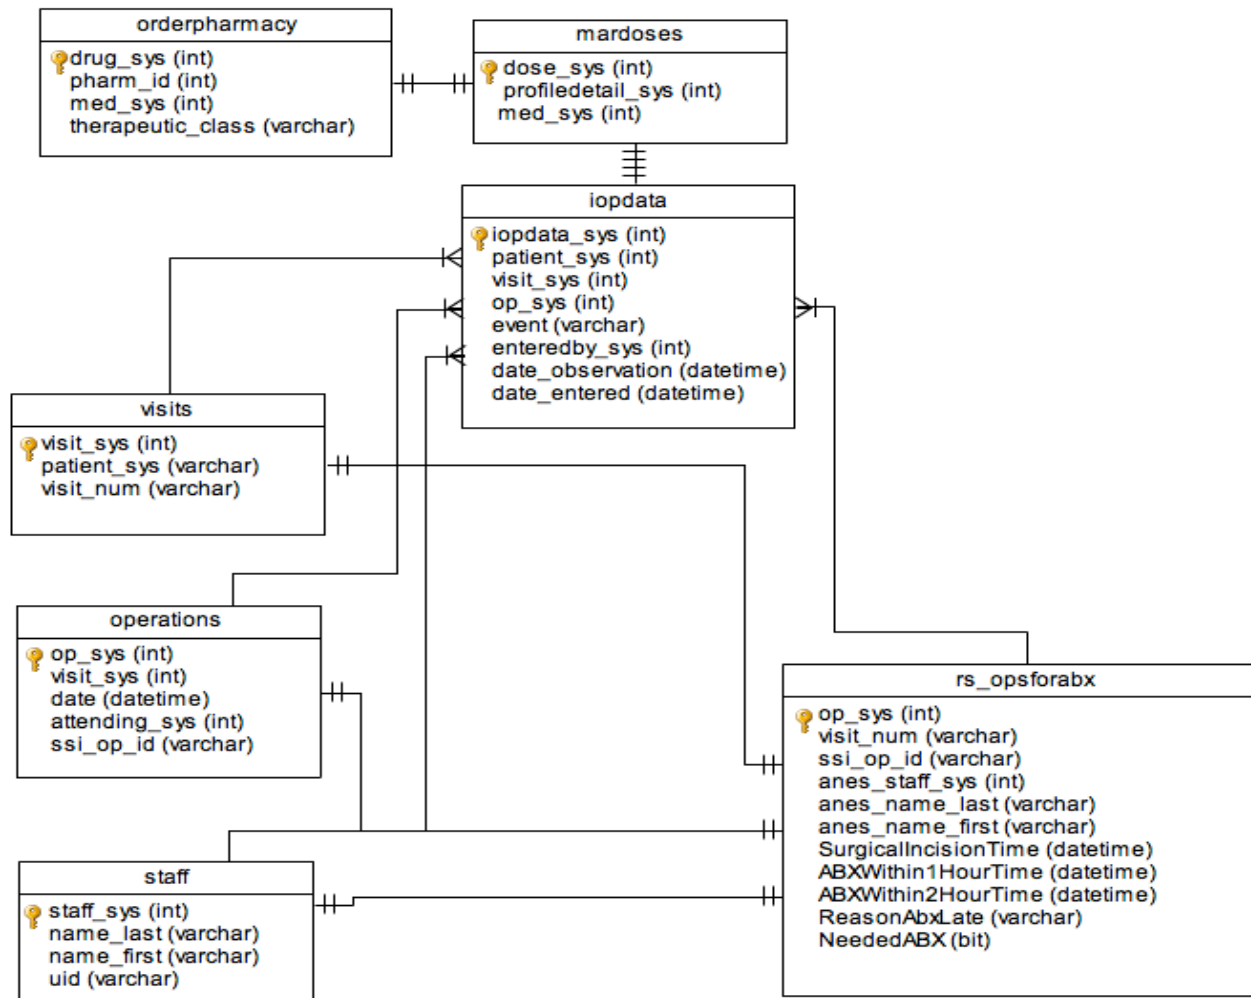 orderpharmacy
drug_sys (int)
pharm_id (int)
med_sys (int)
therapeutic_class (varchar)
mardoses
dose_sys (int)
profiledetail_sys (int)
med_sys (int)
iopdata
iopdata_sys (int)
patient_sys (int)
visit_sys (int)
op_sys (int)
event (varchar)
enteredby_sys (int)
date_observation (datetime)
date_entered (datetime)
visits
visit_sys (int)
patient_sys (varchar)
visit_num (varchar)
operations
op_sys (int)
visit_sys (int)
date (datetime)
attending_sys (int)
ssi_op_id (varchar)
staff
staff_sys (int)
name_last (varchar)
name_first (varchar)
uid (varchar)
rs_opsforabx
op_sys (int)
visit_num (varchar)
ssi_op_id (varchar)
anes_staff_sys (int)
anes_name_last (varchar)
anes_name_first (varchar)
SurgicalIncisionTime (datetime)
ABXWithin1HourTime (datetime)
ABXWithin2HourTime (datetime)
ReasonAbxLate (varchar)
NeededABX (bit)